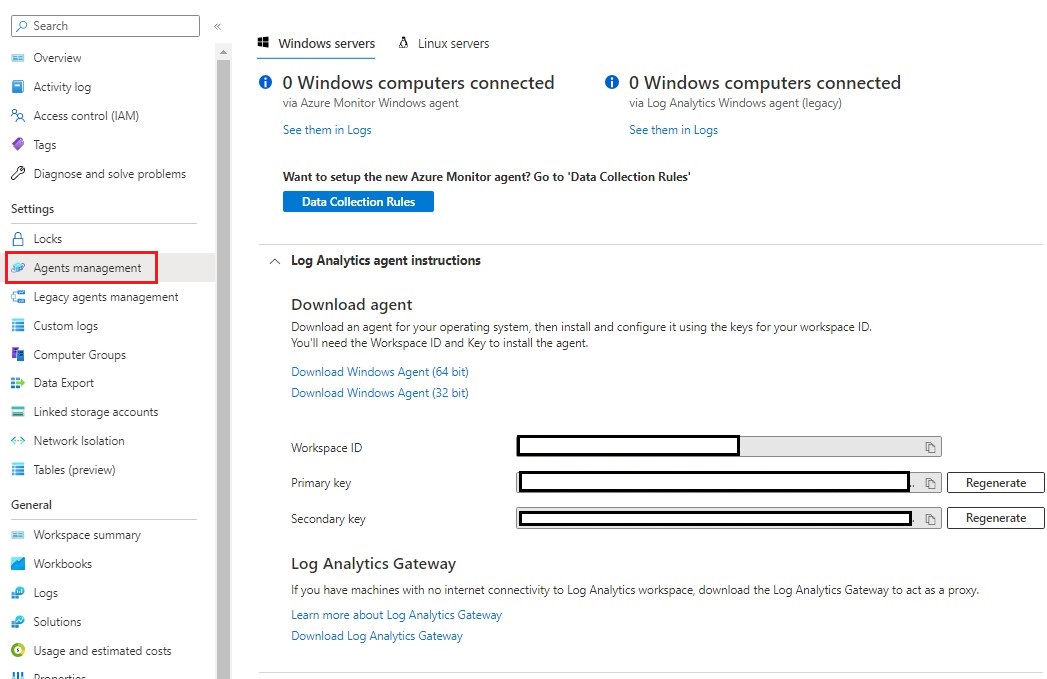 Search
«
Overview
Activity log
Access control (IAM)
Tags
Diagnose and solve problems
Settings
Locks
Agents management
Legacy agents management
Custom logs
Computer Groups
Data Export
Linked storage accounts
Network Isolation
Tables (preview)
General
Workspace summary
Workbooks
Logs
Solutions
Usage and estimated costs
Properties
Windows servers
Linux servers
0 Windows computers connected
via Azure Monitor Windows agent
See them in Logs
0 Windows computers connected
via Log Analytics Windows agent (legacy)
See them in Logs
Want to setup the new Azure Monitor agent? Go to 'Data Collection Rules'
Data Collection Rules
Log Analytics agent instructions
Download agent
Download an agent for your operating system, then install and configure it using the keys for your workspace ID.
You'll need the Workspace ID and Key to install the agent.
Download Windows Agent (64 bit)
Download Windows Agent (32 bit)
Workspace ID
Primary key
Regenerate
Secondary key
Regenerate
Log Analytics Gateway
If you have machines with no internet connectivity to Log Analytics workspace, download the Log Analytics Gateway to act as a proxy.
Learn more about Log Analytics Gateway
Download Log Analytics Gateway